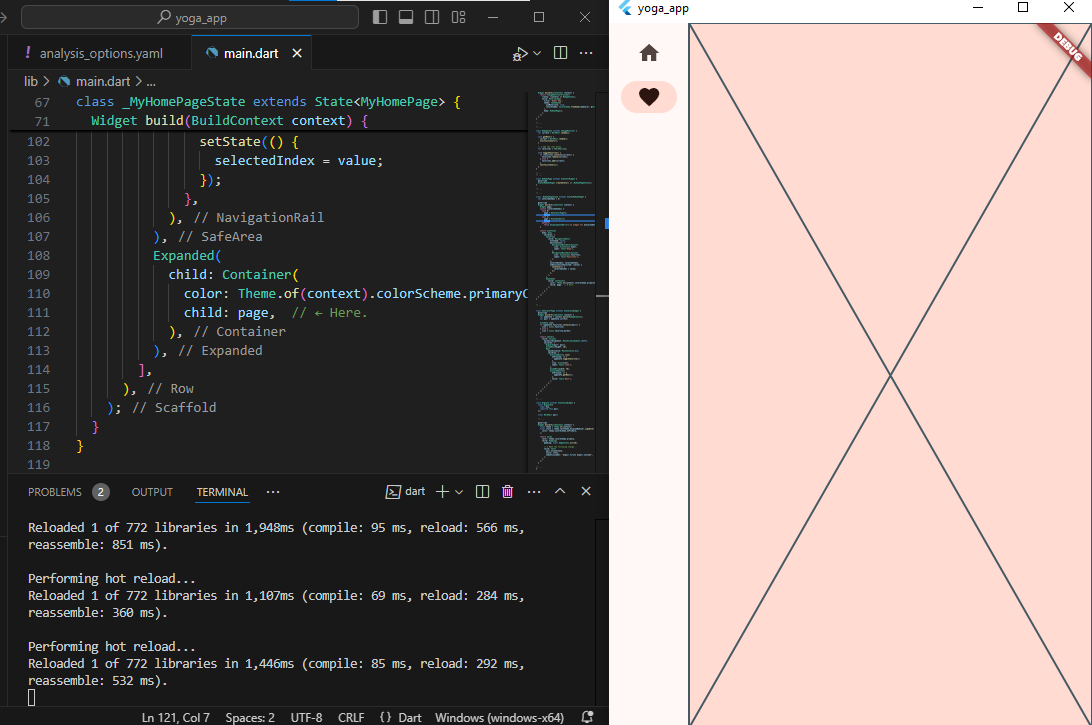 yoga_app
analysis_options.yaml
main.dart
lib > main.dart > ...
67 class _MyHomePageState extends State<MyHomePage> {
71 Widget build(BuildContext context) {
102 setState(() {
103 selectedIndex = value;
104 });
105 },
106 ), // NavigationRail
107 ), // SafeArea
108 Expanded(
109 child: Container(
110 color: Theme.of(context).colorScheme.primaryC
111 child: page, // ← Here.
112 ), // Container
113 ), // Expanded
114 ],
115 ), // Row
116 ); // Scaffold
117 }
118 }
119
PROBLEMS 2 OUTPUT TERMINAL ... dart
Reloaded 1 of 772 libraries in 1,948ms (compile: 95 ms, reload: 566 ms,
reassemble: 851 ms).
Performing hot reload...
Reloaded 1 of 772 libraries in 1,107ms (compile: 69 ms, reload: 284 ms,
reassemble: 360 ms).
Performing hot reload...
Reloaded 1 of 772 libraries in 1,446ms (compile: 85 ms, reload: 292 ms,
reassemble: 532 ms).
Ln 121, Col 7 Spaces: 2 UTF-8 CRLF {} Dart Windows (windows-x64)
yoga_app
DEBUG